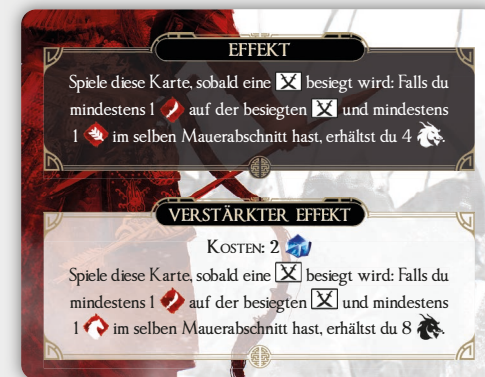 EFFEKT
Spiele diese Karte, sobald eine besiegt wird: Falls du
mindestens 1 auf der besiegten und mindestens
1 im selben Mauerabschnitt hast, erhältst du 4
VERSTÄRKTER EFFEKT
KOSTEN: 2
Spiele diese Karte, sobald eine besiegt wird: Falls du
mindestens 1 auf der besiegten und mindestens
1 im selben Mauerabschnitt hast, erhältst du 8